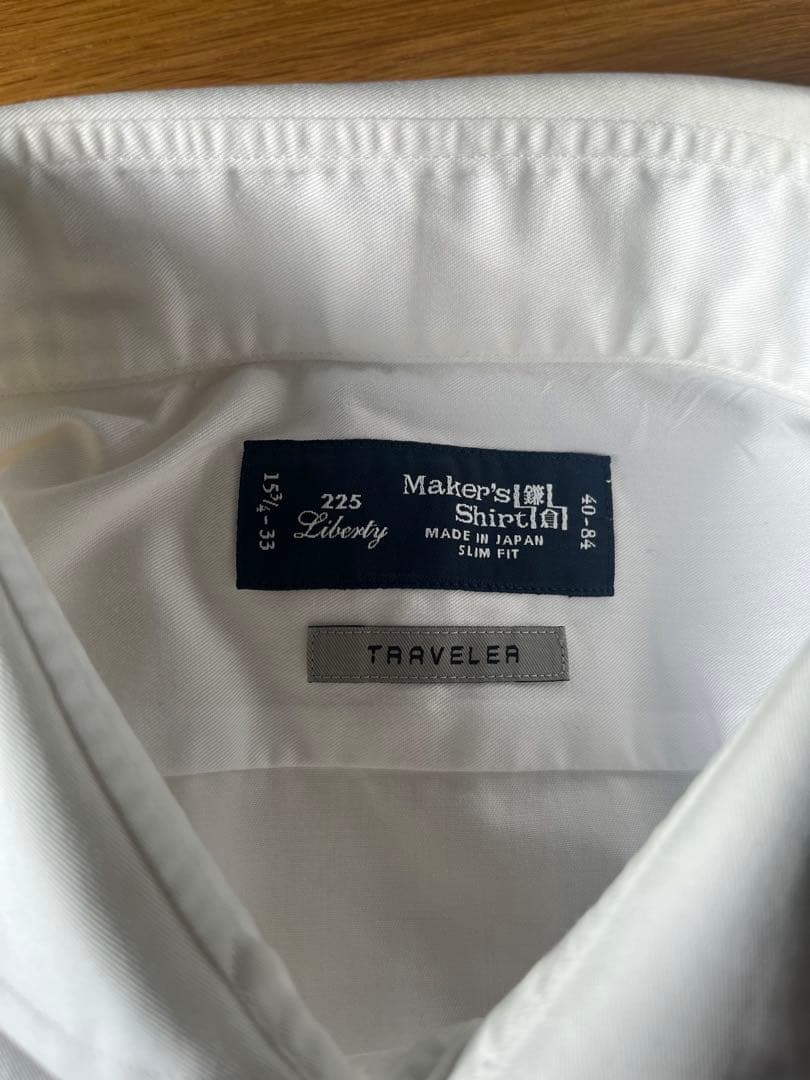 15¾-33
225
Liberty
Maker's 鎌
Shirt 倉
MADE IN JAPAN
SLIM FIT
40-84
TRAVELER